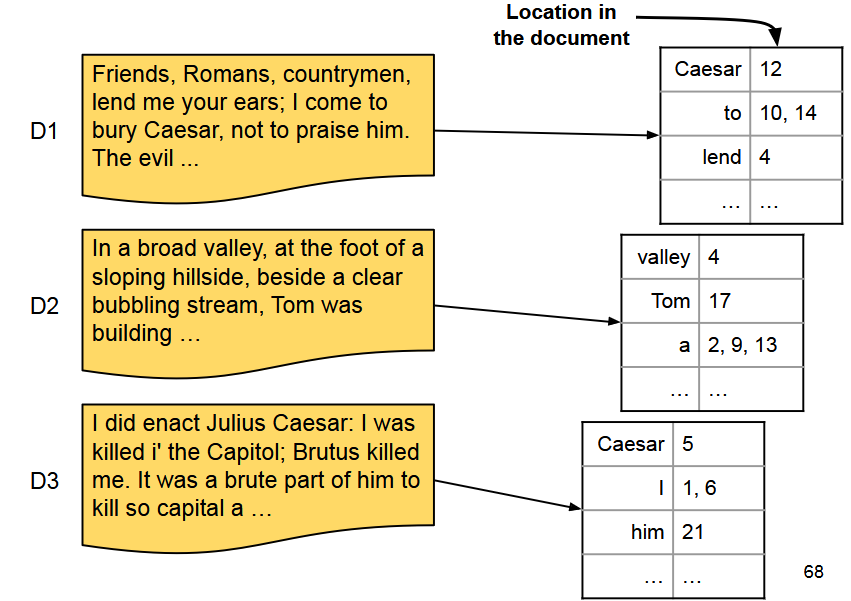 Location in
the document
D1
Friends, Romans, countrymen,
lend me your ears; I come to
bury Caesar, not to praise him.
The evil ...
Caesar 12
to 10, 14
lend 4
... ...
D2
In a broad valley, at the foot of a
sloping hillside, beside a clear
bubbling stream, Tom was
building ...
valley 4
Tom 17
a 2, 9, 13
... ...
D3
I did enact Julius Caesar: I was
killed i' the Capitol; Brutus killed
me. It was a brute part of him to
kill so capital a ...
Caesar 5
I 1, 6
him 21
... ...
68